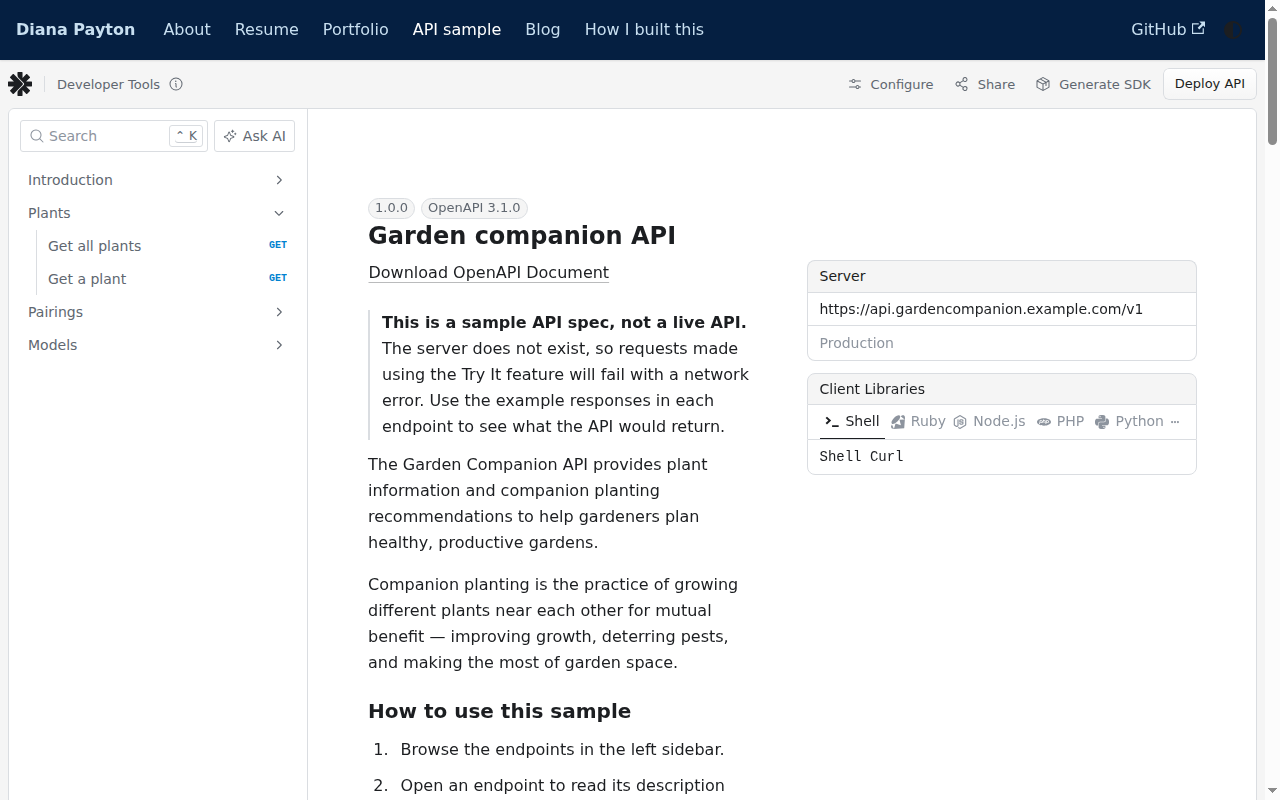 Diana Payton About Resume Portfolio API sample Blog How I built this GitHub
Developer Tools Configure Share Generate SDK Deploy API
Search ⌃ K Ask AI
Introduction
Plants
Get all plants GET
Get a plant GET
Pairings
Models
1.0.0 OpenAPI 3.1.0
Garden companion API
Download OpenAPI Document
This is a sample API spec, not a live API.
The server does not exist, so requests made
using the Try It feature will fail with a network
error. Use the example responses in each
endpoint to see what the API would return.
The Garden Companion API provides plant
information and companion planting
recommendations to help gardeners plan
healthy, productive gardens.
Companion planting is the practice of growing
different plants near each other for mutual
benefit — improving growth, deterring pests,
and making the most of garden space.
How to use this sample
1. Browse the endpoints in the left sidebar.
2. Open an endpoint to read its description
Server
https://api.gardencompanion.example.com/v1
Production
Client Libraries
Shell Ruby Node.js PHP Python ···
Shell Curl